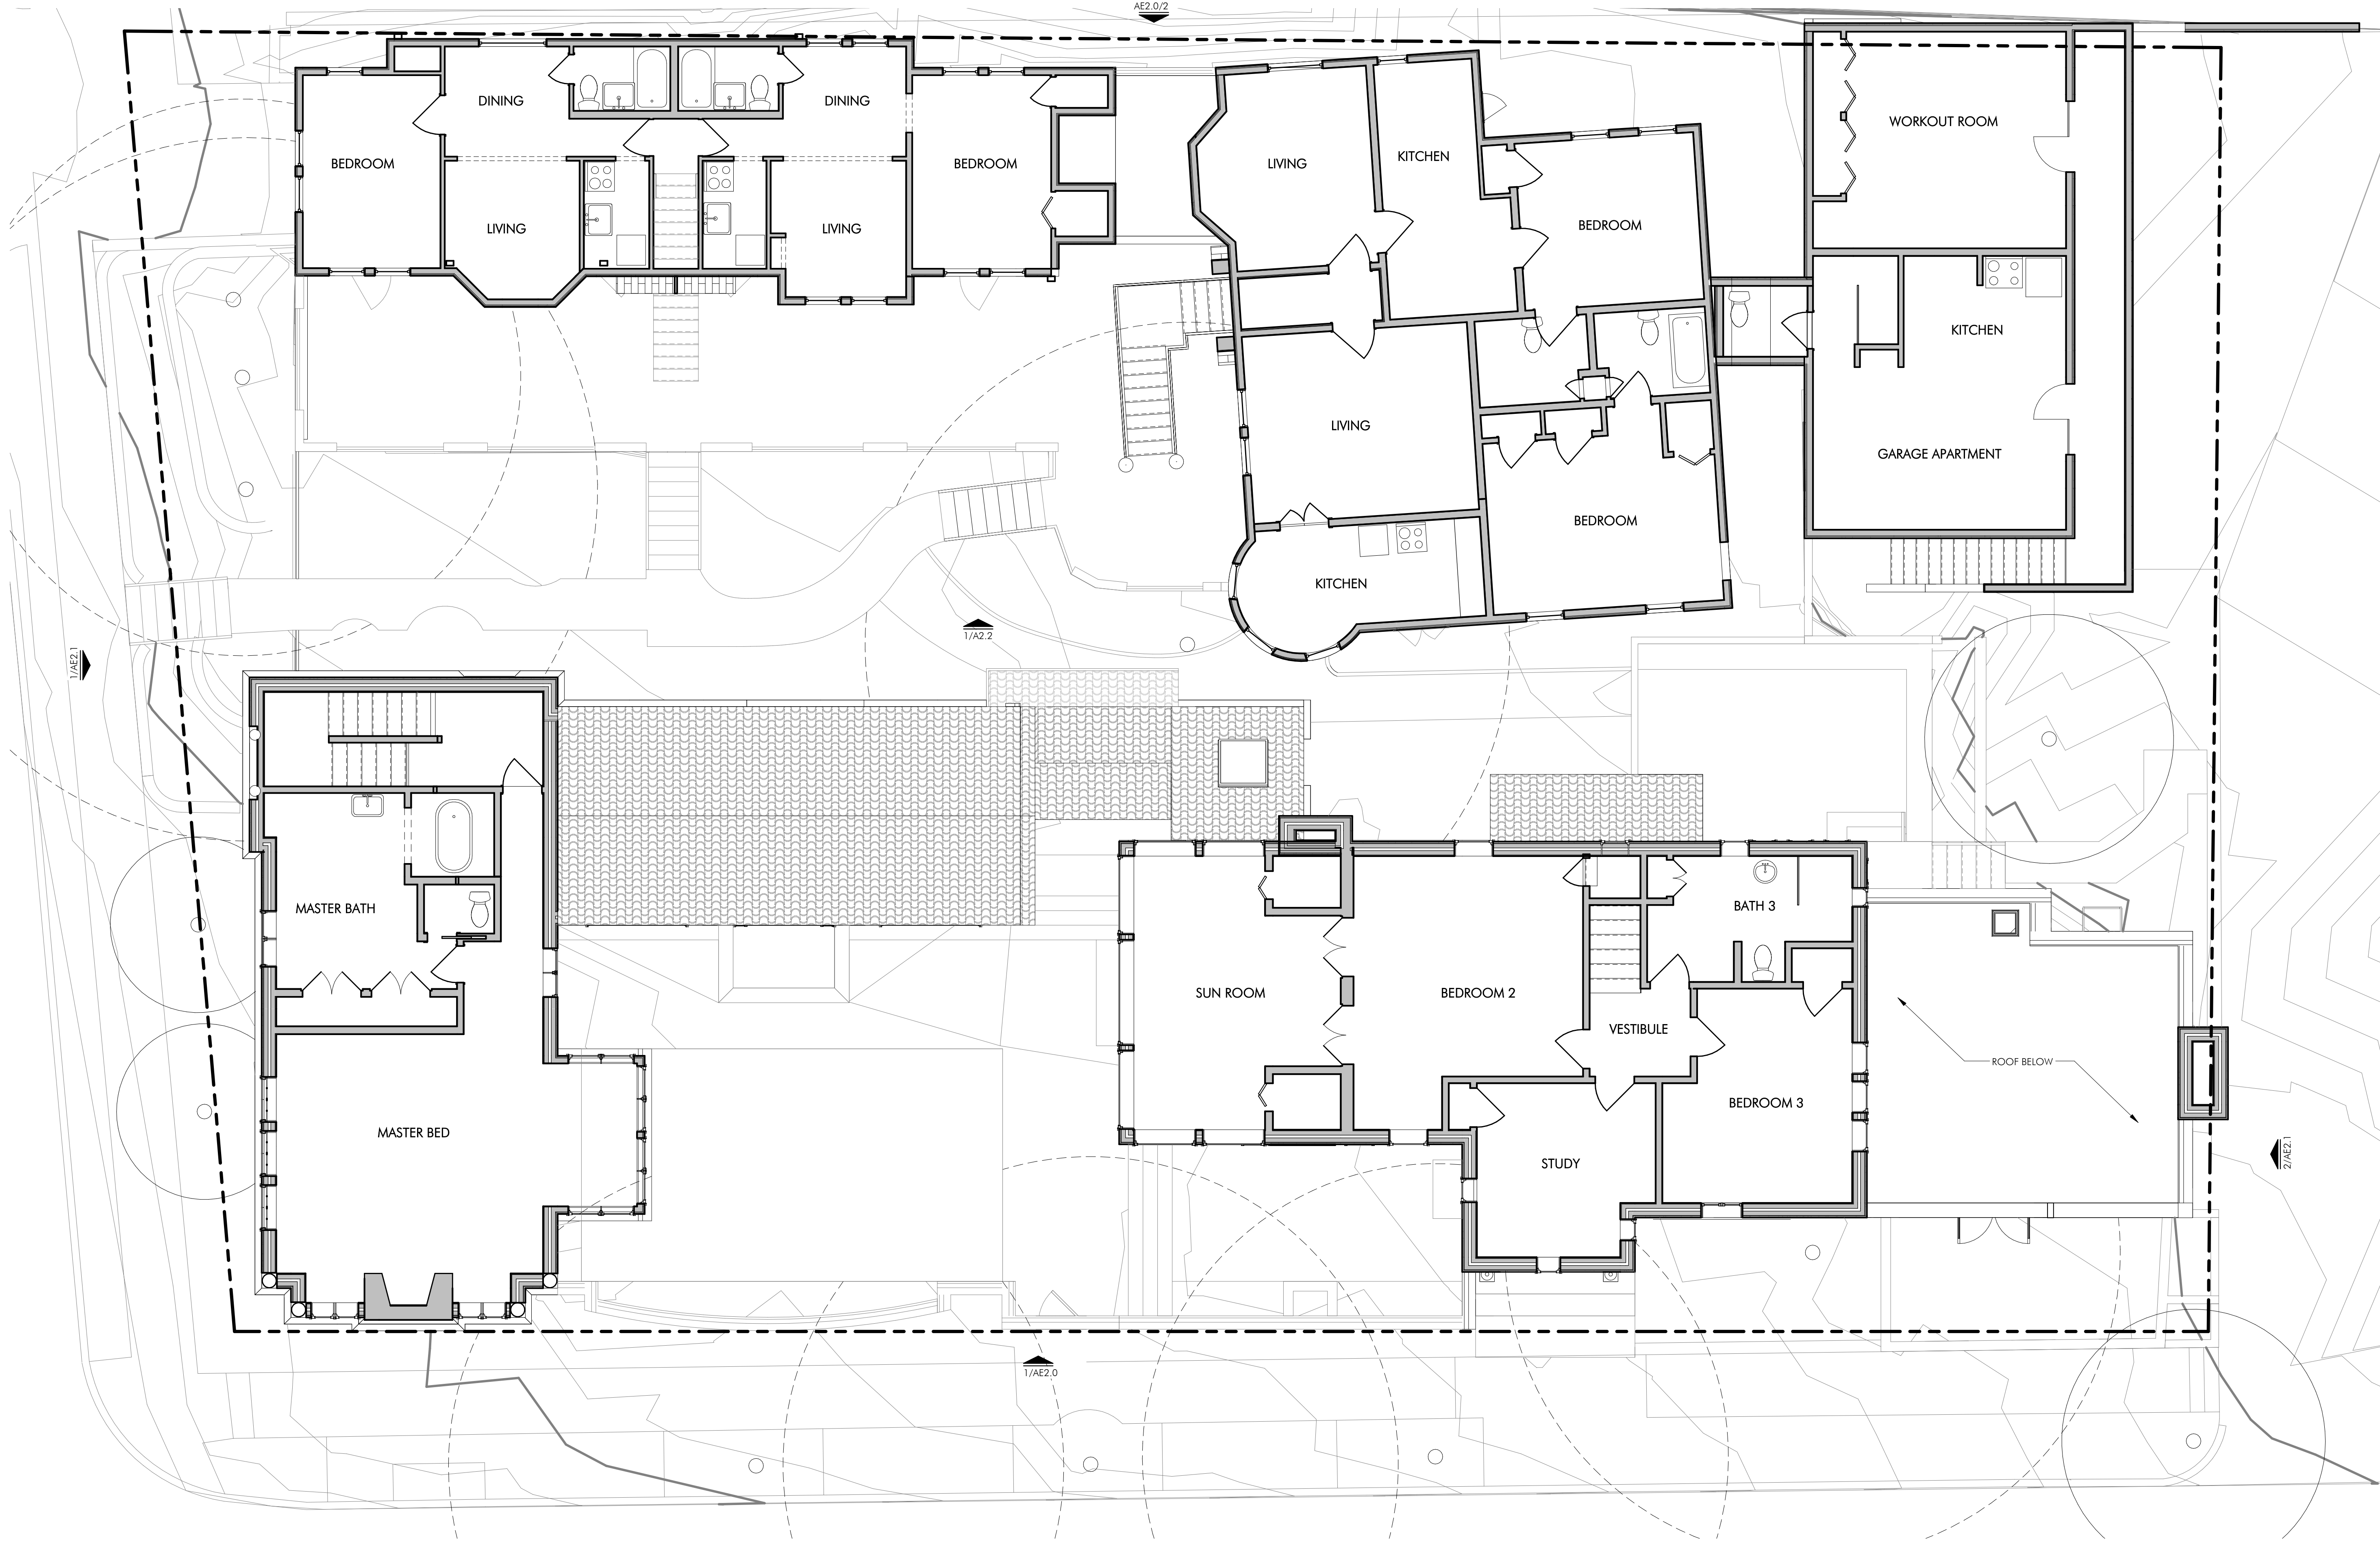 AE2.0/2
DINING
DINING
WORKOUT ROOM
BEDROOM
BEDROOM
LIVING
KITCHEN
LIVING
LIVING
BEDROOM
KITCHEN
LIVING
GARAGE APARTMENT
BEDROOM
KITCHEN
1/A2.2
1/AE2.1
MASTER BATH
BATH 3
SUN ROOM
BEDROOM 2
VESTIBULE
ROOF BELOW
BEDROOM 3
MASTER BED
STUDY
2/AE2.1
1/AE2.0